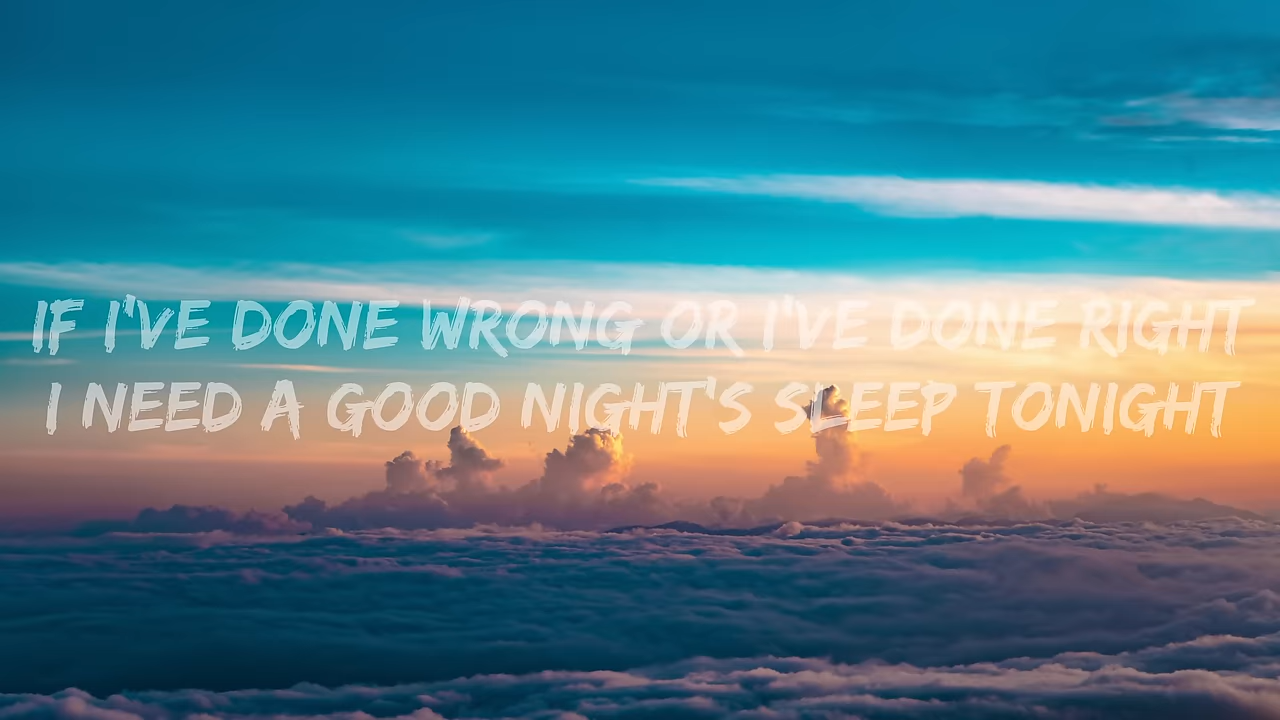 IF I'VE DONE WRONG OR I'VE DONE RIGHT
I NEED A GOOD NIGHT'S SLEEP TONIGHT